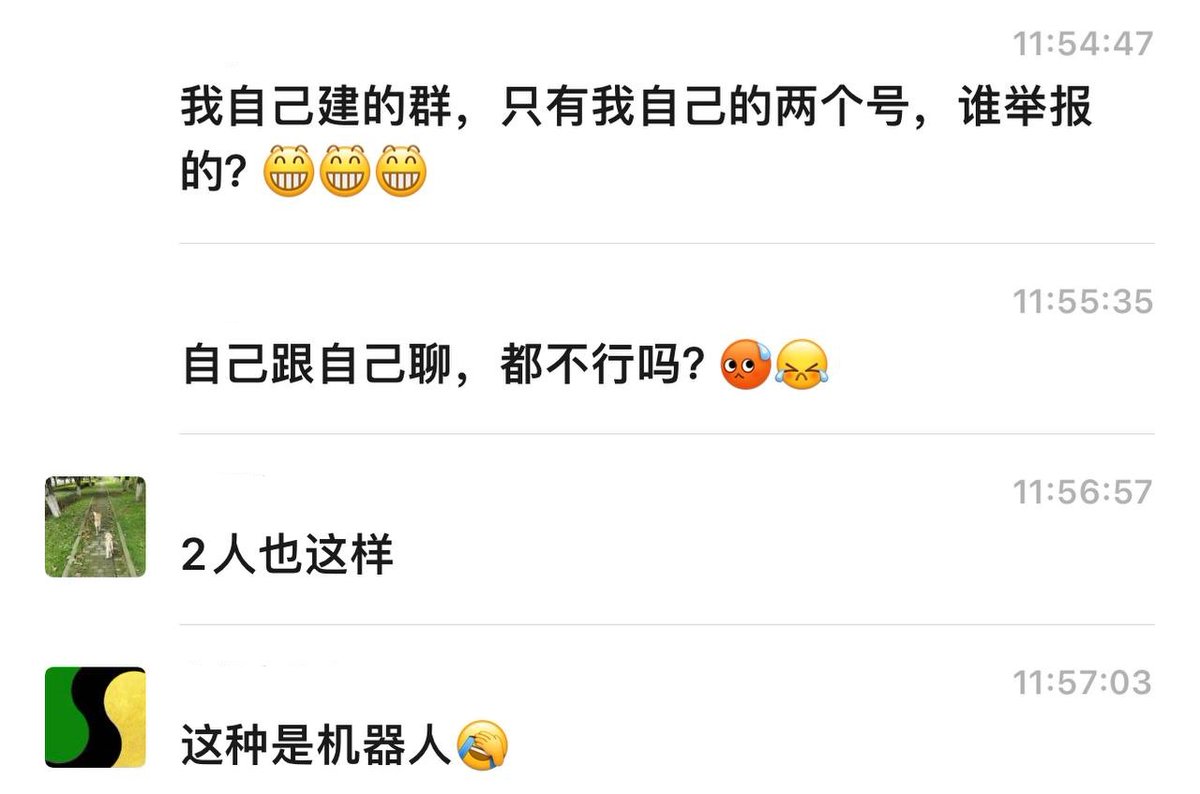 11:54:47
我自己建的群，只有我自己的两个号，谁举报
的？😁😁😁
11:55:35
自己跟自己聊，都不行吗？🥵😭
11:56:57
2人也这样
11:57:03
这种是机器人🤦